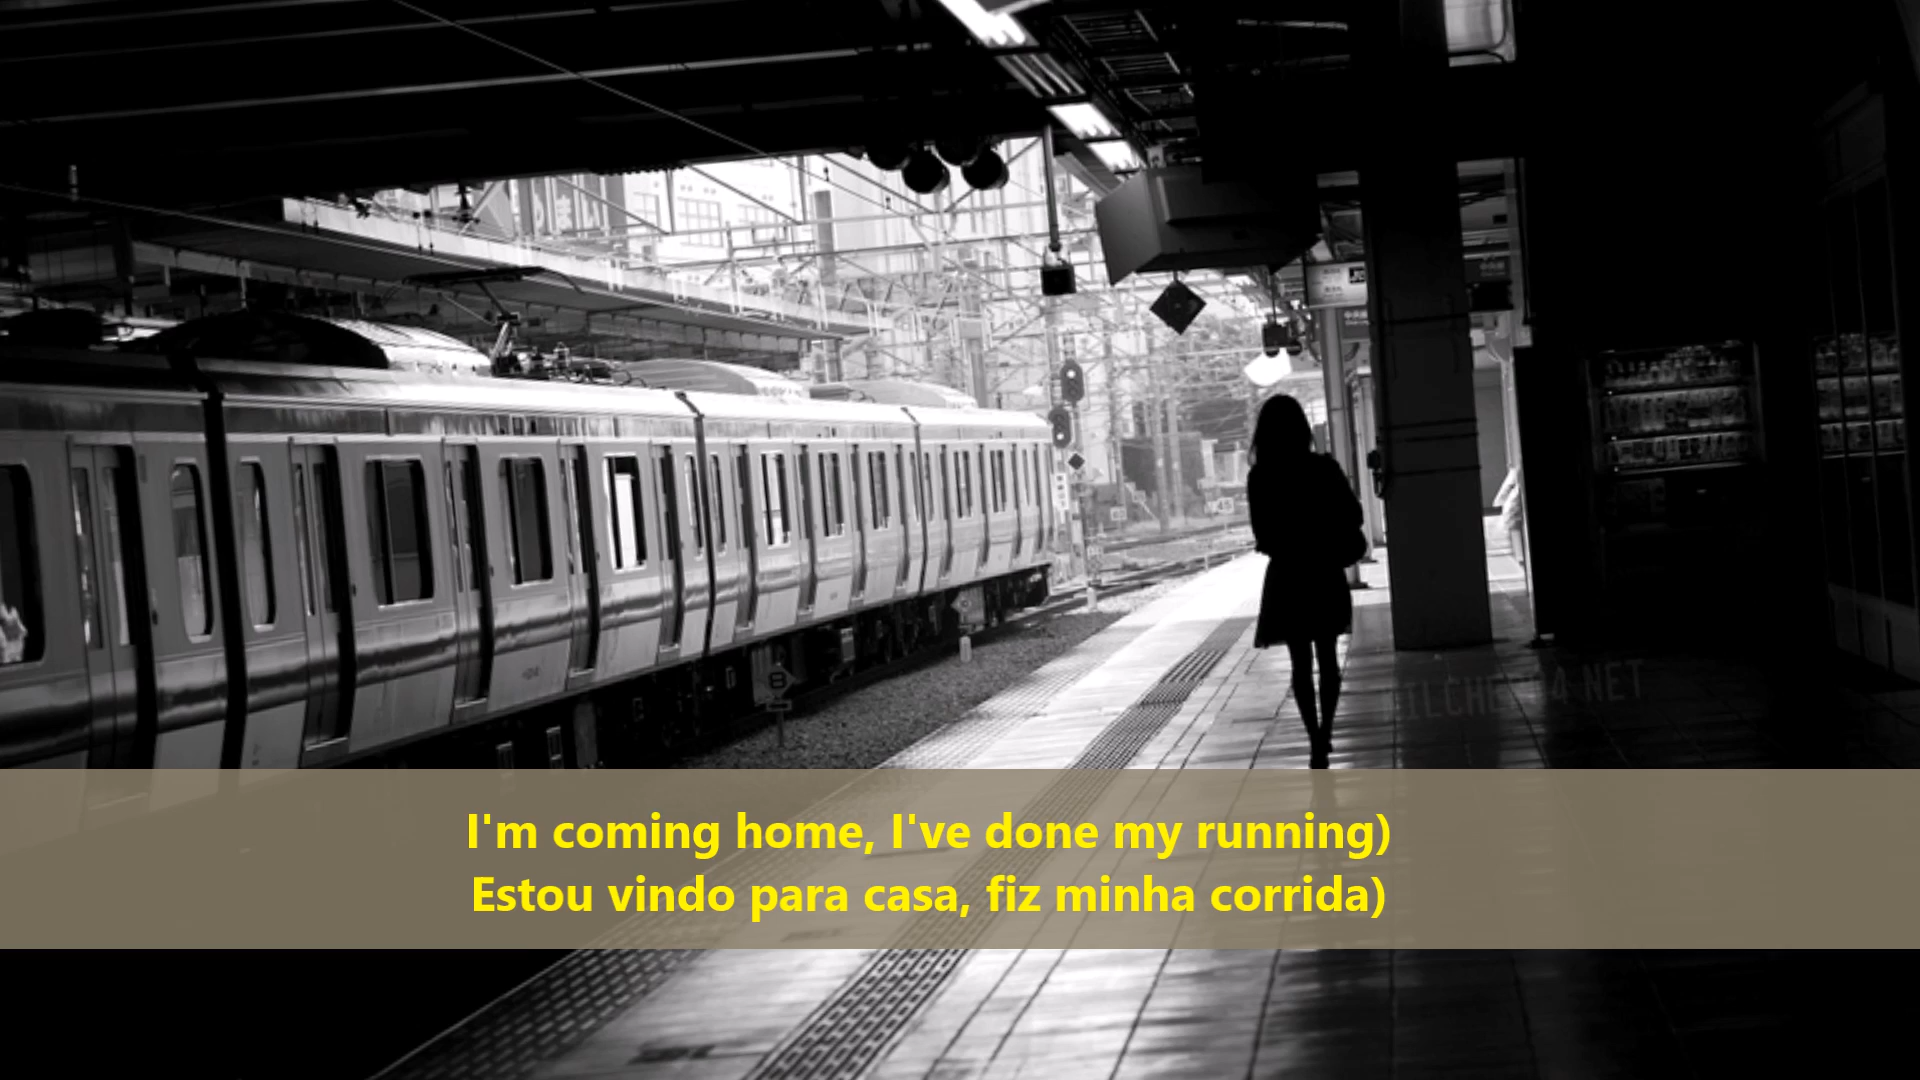 I'm coming home, I've done my running)
Estou vindo para casa, fiz minha corrida)